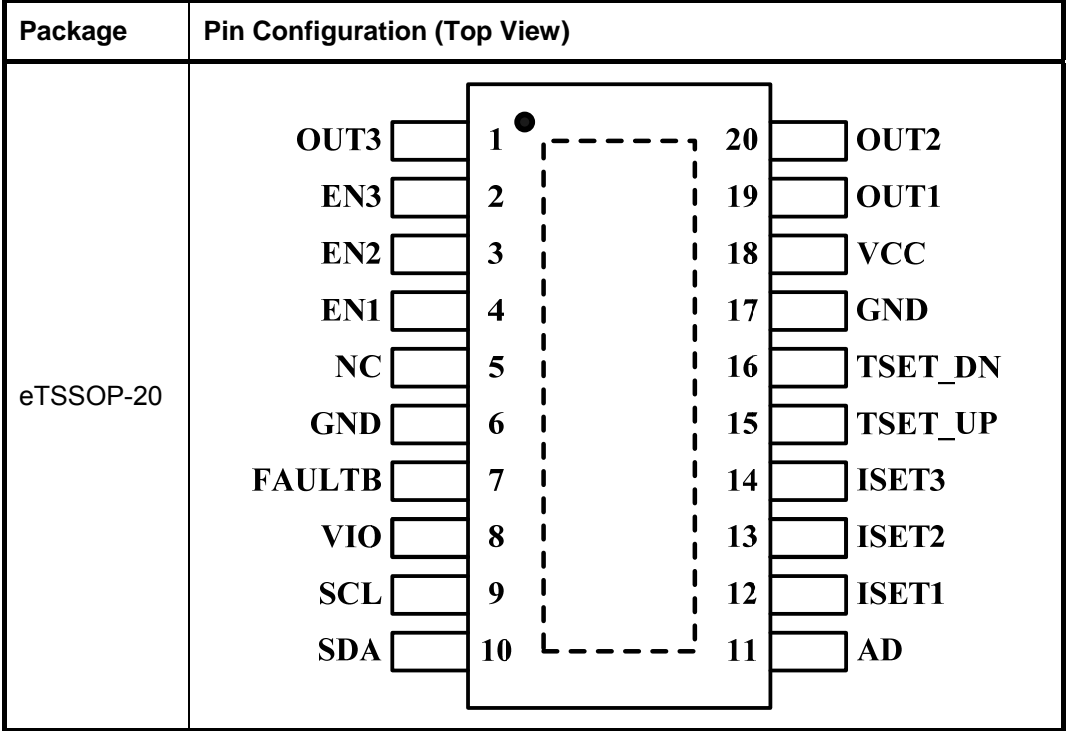 Package Pin Configuration (Top View)
eTSSOP-20
OUT3 1 20 OUT2
EN3 2 19 OUT1
EN2 3 18 VCC
EN1 4 17 GND
NC 5 16 TSET_DN
GND 6 15 TSET_UP
FAULTB 7 14 ISET3
VIO 8 13 ISET2
SCL 9 12 ISET1
SDA 10 11 AD